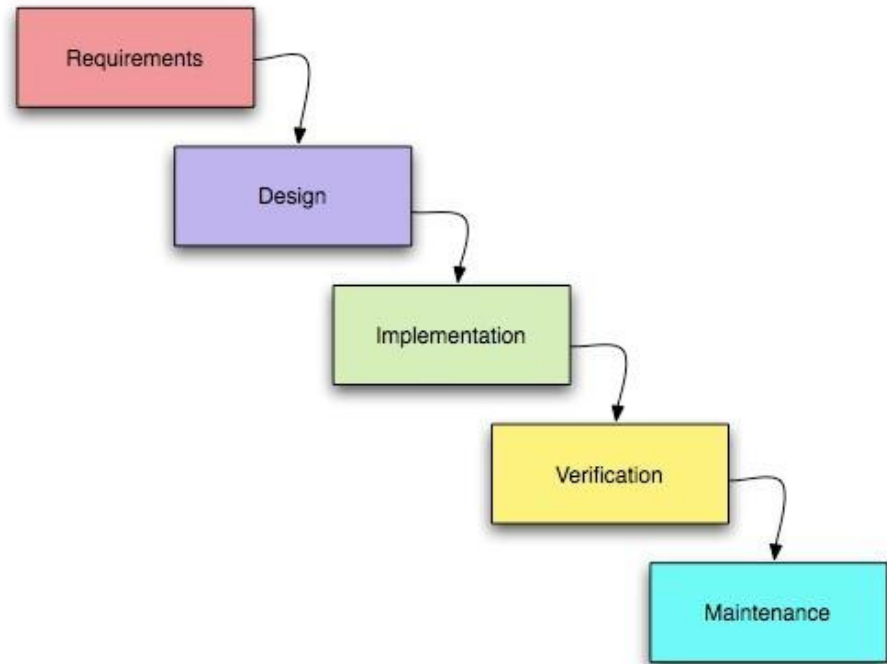 Requirements
Design
Implementation
Verification
Maintenance